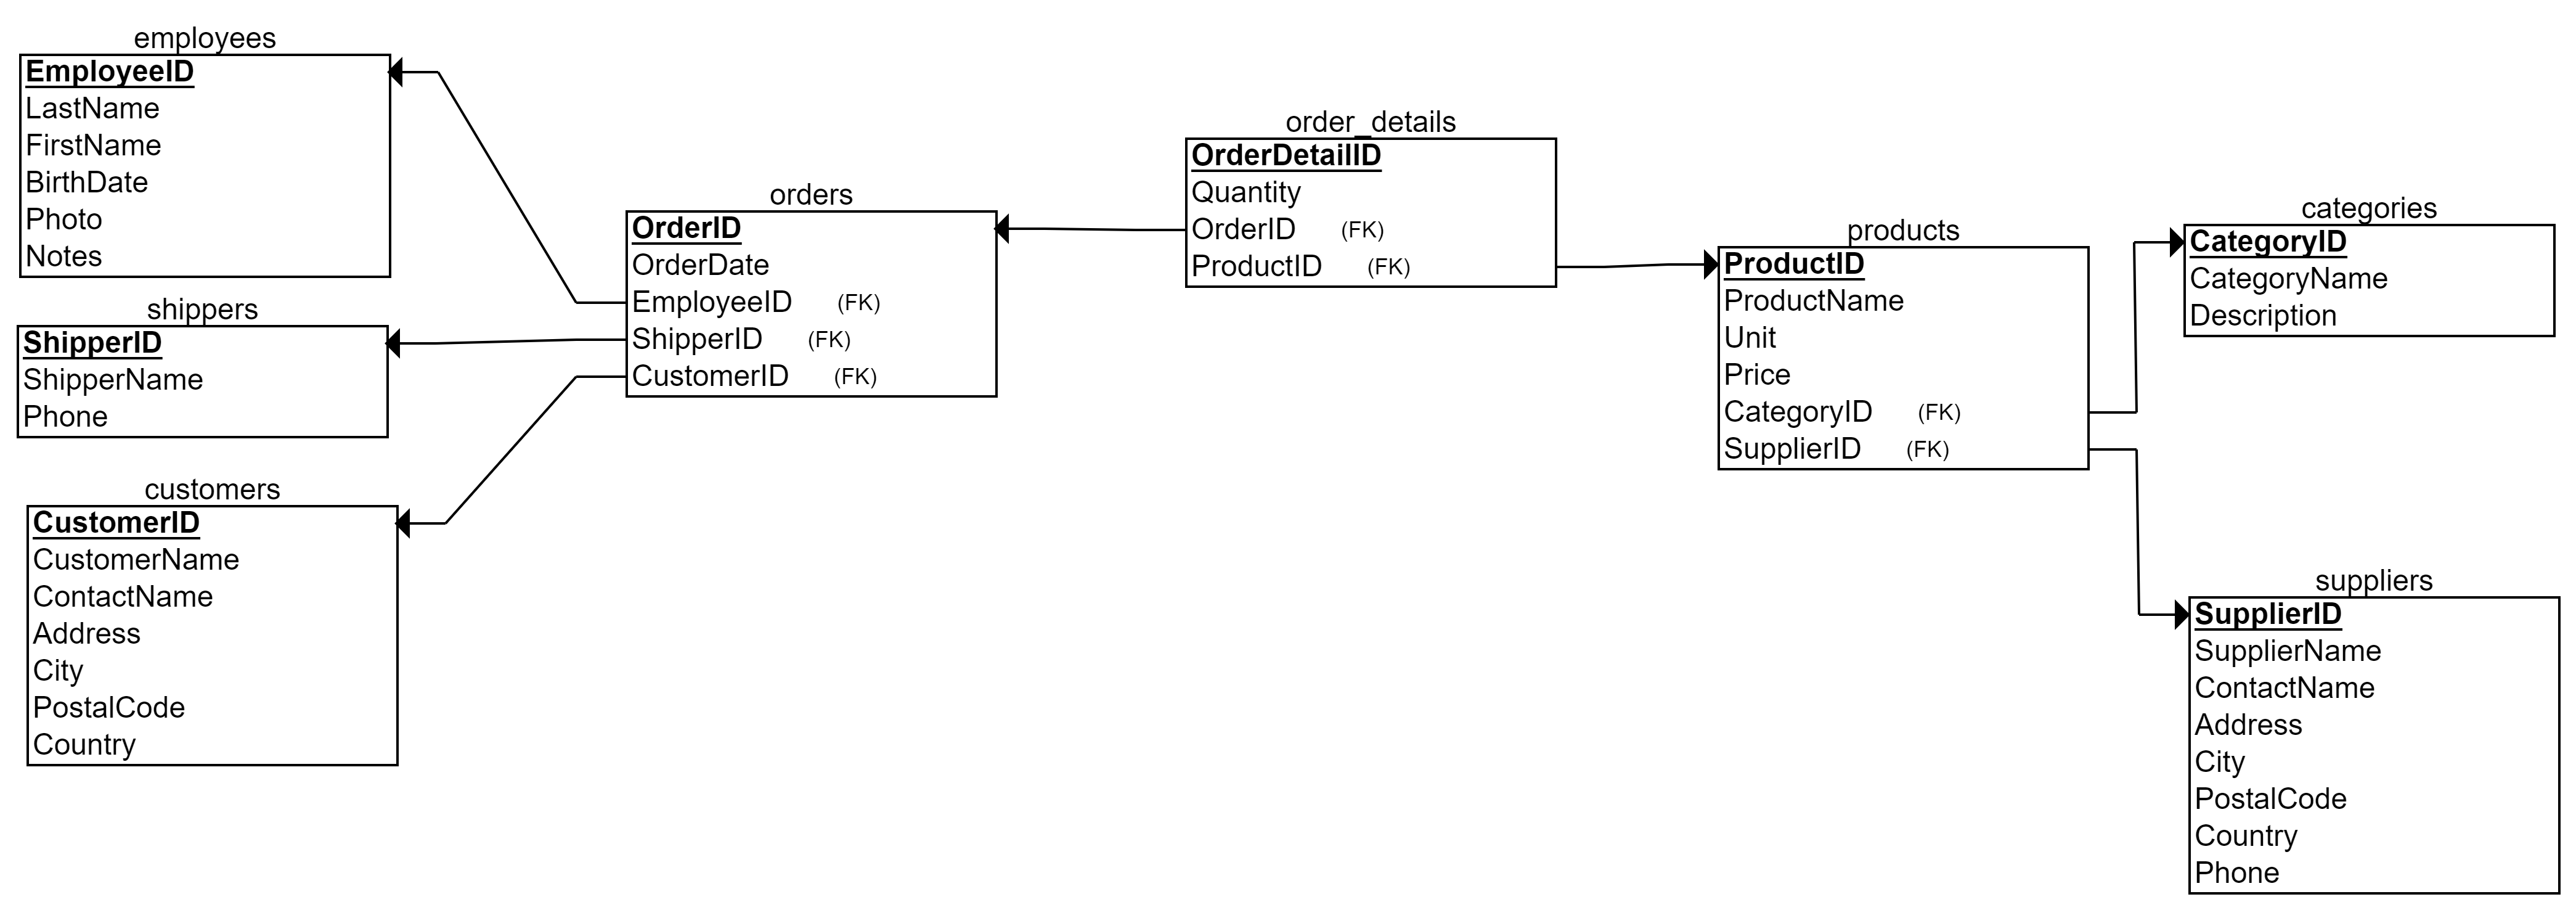 employees
EmployeeID
LastName
FirstName
BirthDate
Photo
Notes
shippers
ShipperID
ShipperName
Phone
customers
CustomerID
CustomerName
ContactName
Address
City
PostalCode
Country
orders
OrderID
OrderDate
EmployeeID (FK)
ShipperID (FK)
CustomerID (FK)
order_details
OrderDetailID
Quantity
OrderID (FK)
ProductID (FK)
products
ProductID
ProductName
Unit
Price
CategoryID (FK)
SupplierID (FK)
categories
CategoryID
CategoryName
Description
suppliers
SupplierID
SupplierName
ContactName
Address
City
PostalCode
Country
Phone